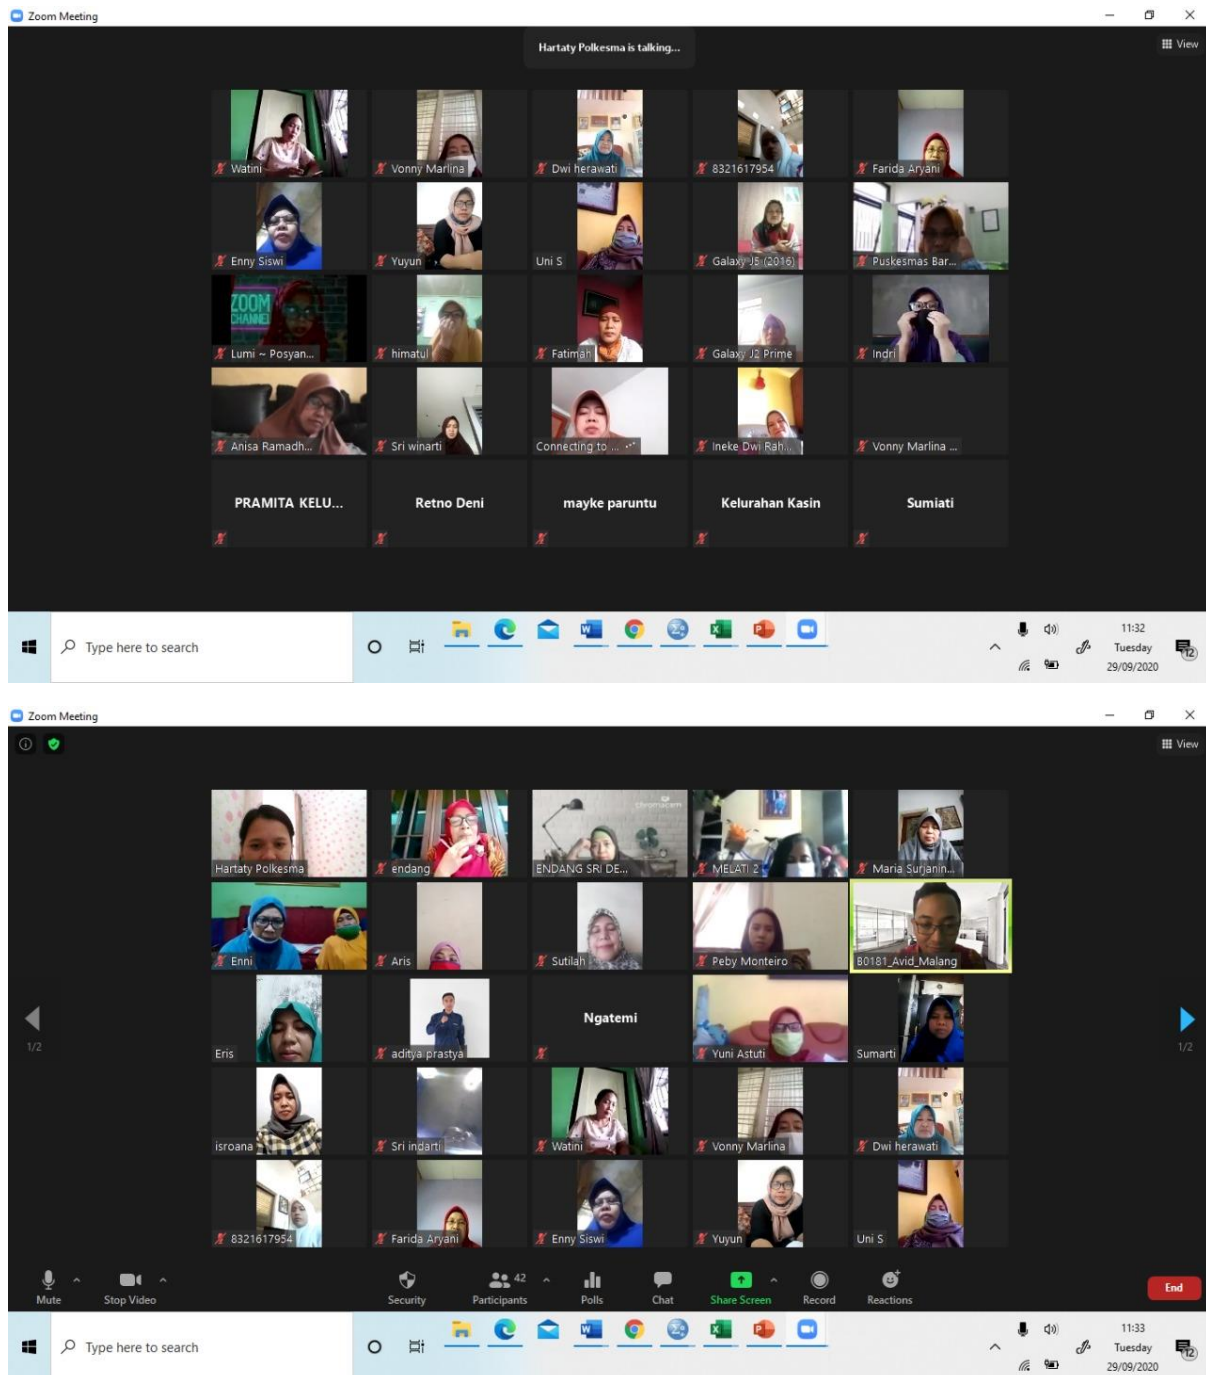 Zoom Meeting
Hartaty Polkesma is talking...
View
Watini
Vonny Marlina
Dwi herawati
8321617954
Farida Aryani
Enny Siswi
Yuyun
Uni S
Galaxy J5 (2016)
Puskesmas Bar...
ZOOM
CHANNEL
Lumi ~ Posyan...
himatul
Fatimah
Galaxy J2 Prime
Indri
Anisa Ramadh...
Sri winarti
Connecting to ...
Ineke Dwi Rah...
Vonny Marlina ...
PRAMITA KELU...
Retno Deni
mayke paruntu
Kelurahan Kasin
Sumiati
Type here to search
11:32
Tuesday
29/09/2020
12
Zoom Meeting
View
Hartaty Polkesma
endang
chromacam
ENDANG SRI DE...
MELATI 2
Maria Surjanin...
Enni
Aris
Sutilah
Peby Monteiro
B0181_Avid_Malang
1/2
Eris
aditya prastya
Ngatemi
Yuni Astuti
Sumarti
1/2
isroana
Sri indarti
Watini
Vonny Marlina
Dwi herawati
8321617954
Farida Aryani
Enny Siswi
Yuyun
Uni S
Mute
Stop Video
Security
42
Participants
Polls
Chat
Share Screen
Record
Reactions
End
Type here to search
11:33
Tuesday
29/09/2020
12